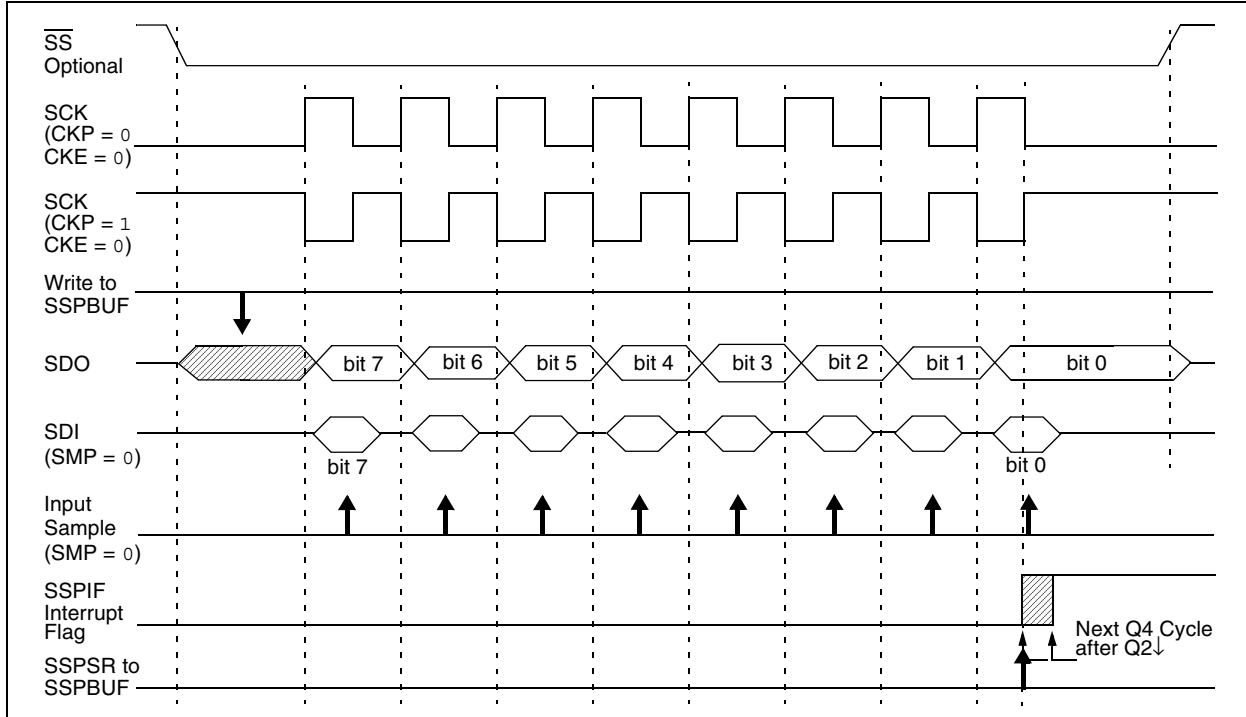 SS
Optional
SCK
(CKP = 0
CKE = 0)
SCK
(CKP = 1
CKE = 0)
Write to
SSPBUF
SDO
bit 7
bit 6
bit 5
bit 4
bit 3
bit 2
bit 1
bit 0
SDI
(SMP = 0)
bit 7
bit 0
Input
Sample
(SMP = 0)
SSPIF
Interrupt
Flag
Next Q4 Cycle
after Q2↓
SSPSR to
SSPBUF